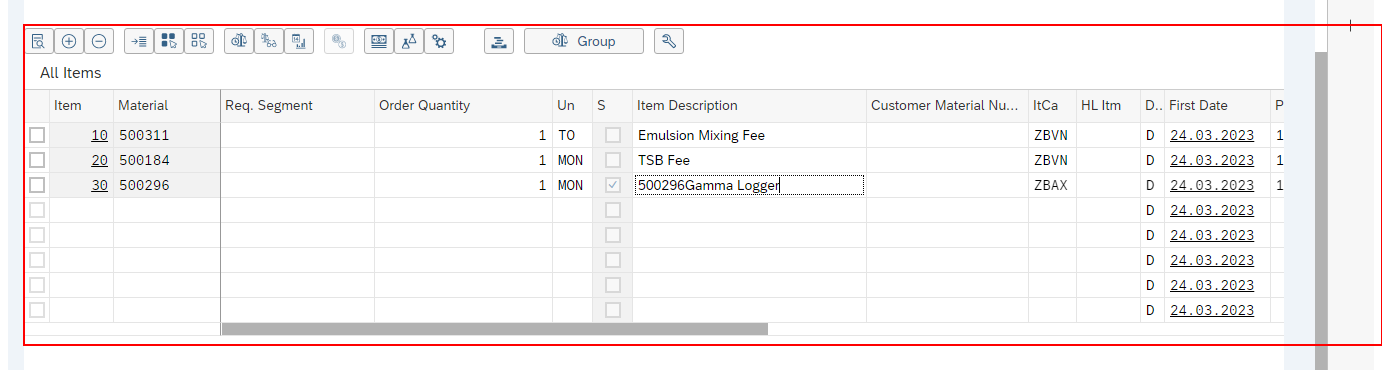 Group
All Items
Item Material Req. Segment Order Quantity Un S Item Description Customer Material Nu... ItCa HL Itm D.. First Date P
10 500311 1 TO Emulsion Mixing Fee ZBVN D 24.03.2023 1
20 500184 1 MON TSB Fee ZBVN D 24.03.2023 1
30 500296 1 MON 500296Gamma Logger ZBAX D 24.03.2023 1
D 24.03.2023
D 24.03.2023
D 24.03.2023
D 24.03.2023
D 24.03.2023